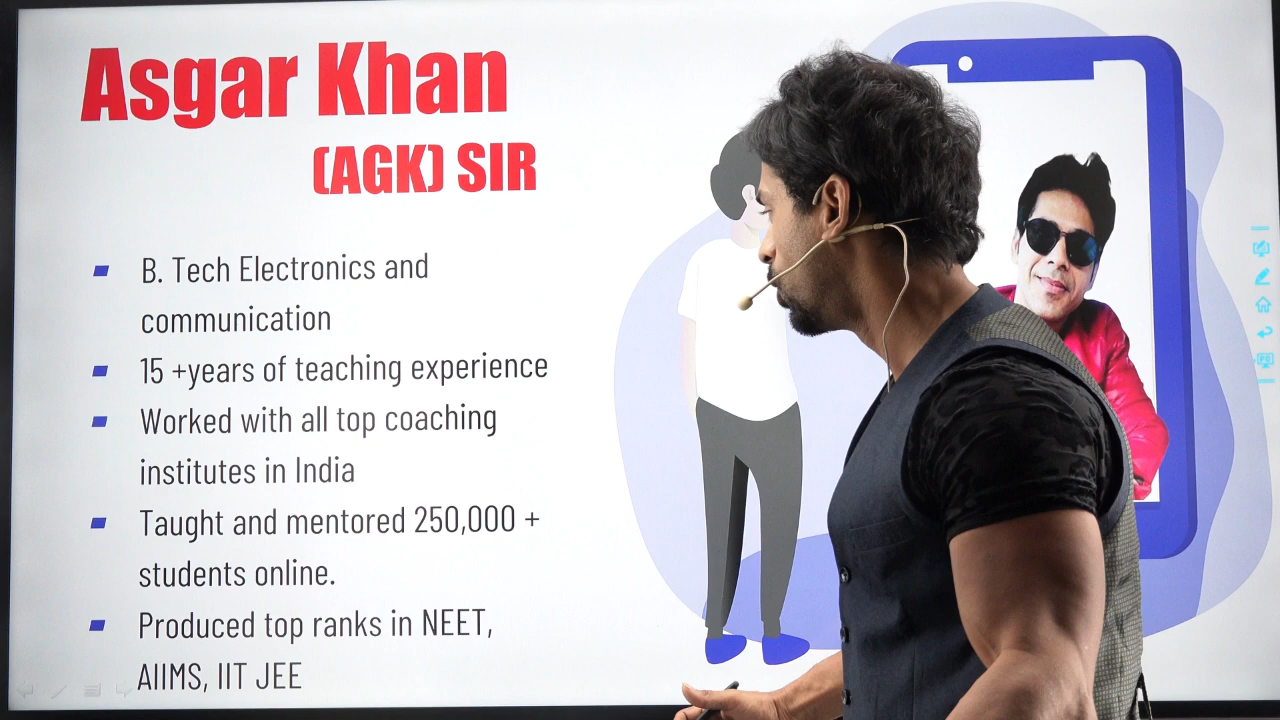 Asgar Khan
(AGK) SIR
B. Tech Electronics and
communication
15 +years of teaching experience
Worked with all top coaching
institutes in India
Taught and mentored 250,000 +
students online.
Produced top ranks in NEET,
AIIMS, IIT JEE